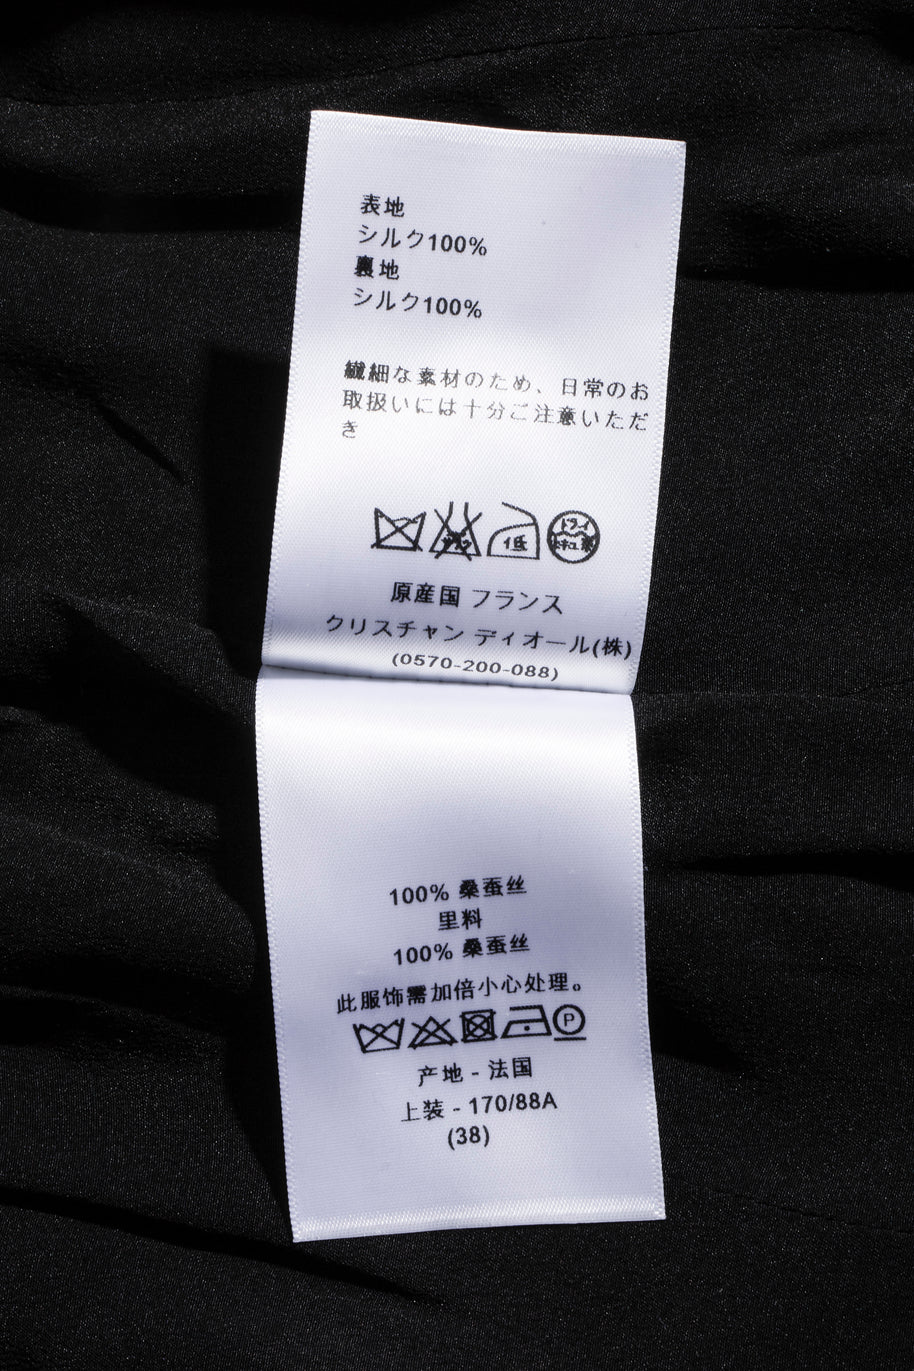 表地
シルク100%
裏地
シルク100%
繊細な素材のため、日常のお
取扱いには十分ご注意いただ
き
低
ドライ
原産国 フランス
クリスチャン ディオール(株)
(0570-200-088)
100% 桑蚕丝
里料
100% 桑蚕丝
此服饰需加倍小心处理。
P
产地 - 法国
上装 - 170/88A
(38)